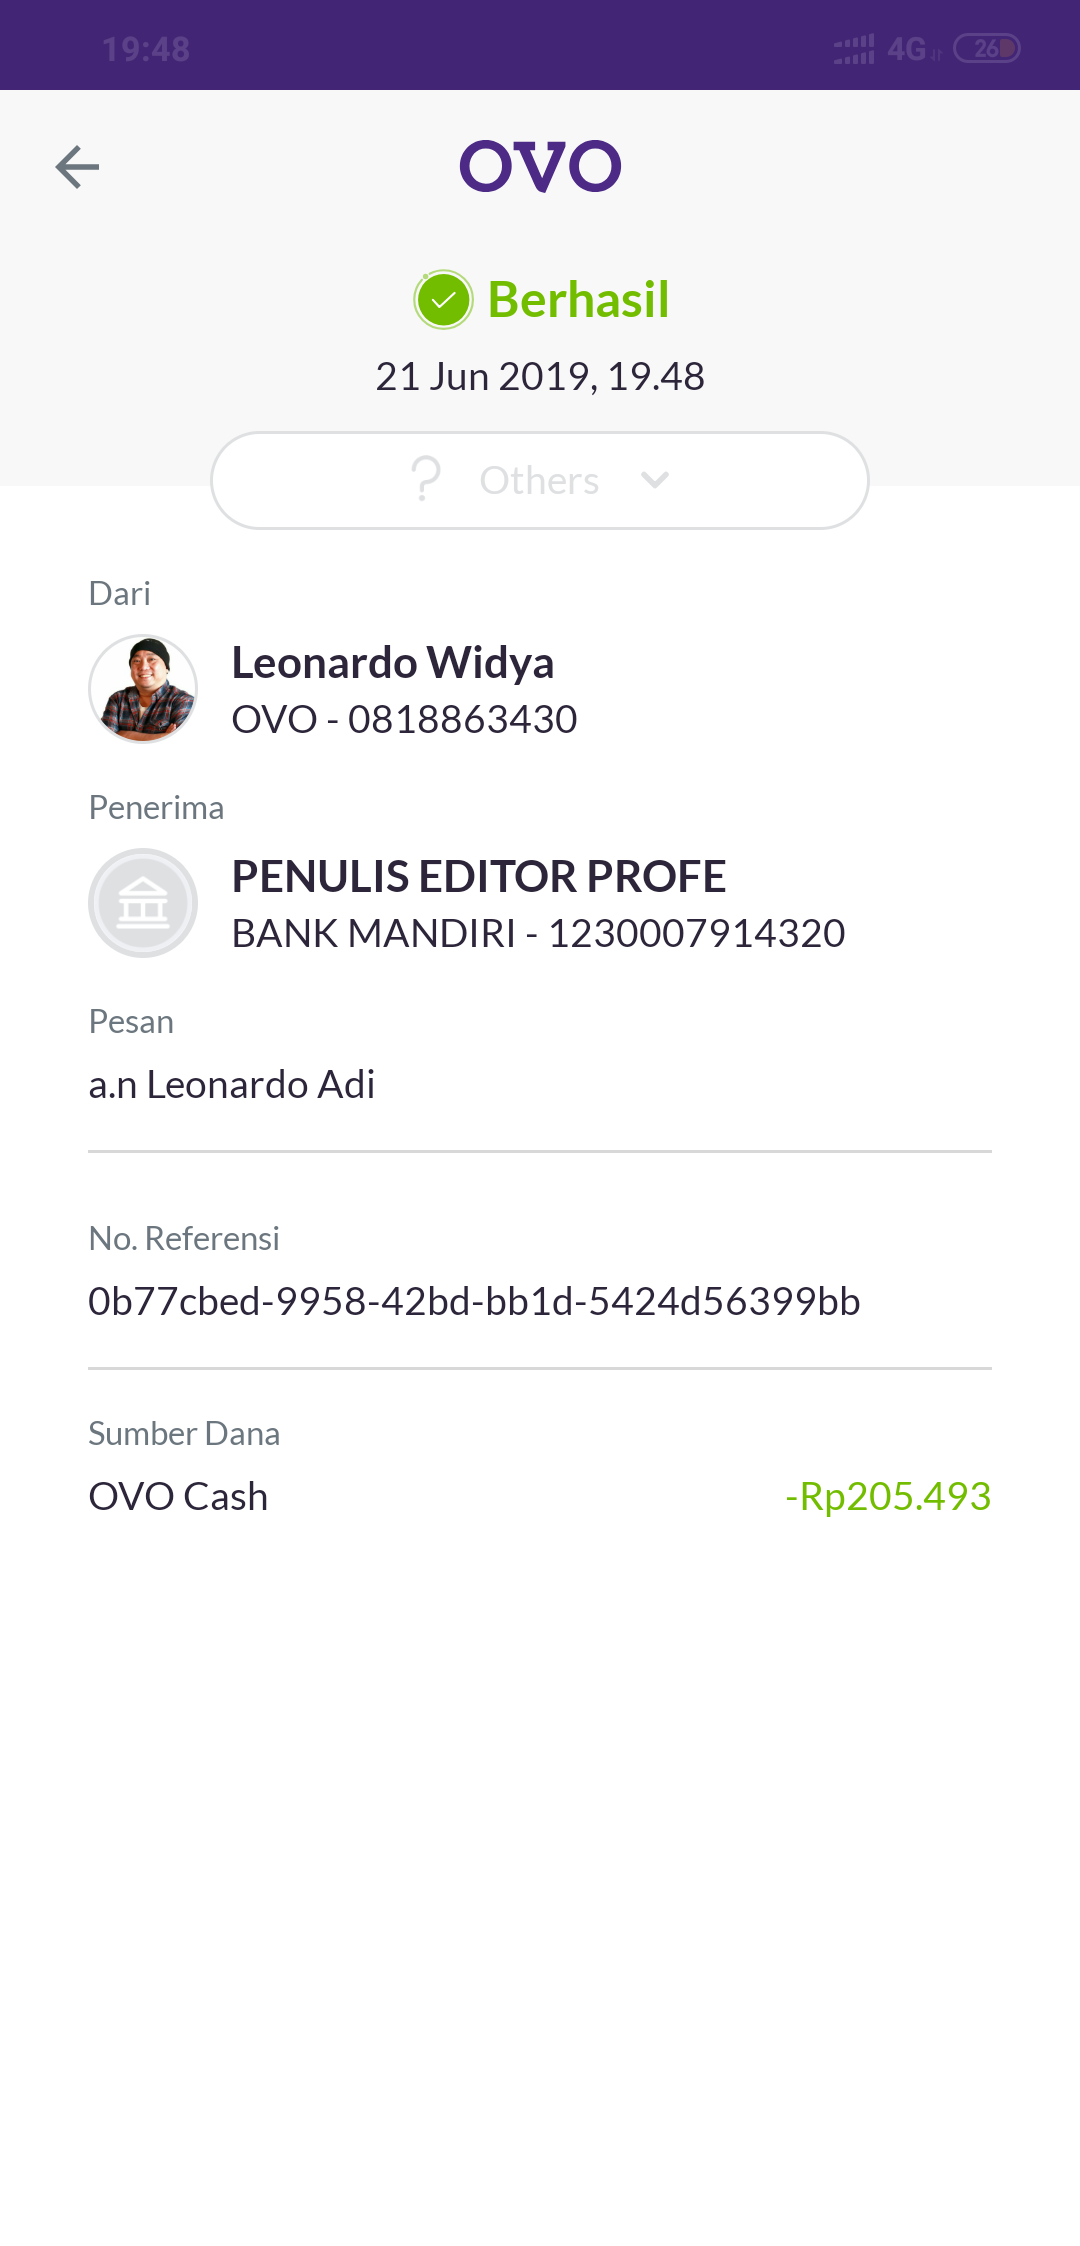 19:48
4G
26
OVO
Berhasil
21 Jun 2019, 19.48
? Others
Dari
Leonardo Widya
OVO - 0818863430
Penerima
PENULIS EDITOR PROFE
BANK MANDIRI - 1230007914320
Pesan
a.n Leonardo Adi
No. Referensi
0b77cbed-9958-42bd-bb1d-5424d56399bb
Sumber Dana
OVO Cash -Rp205.493